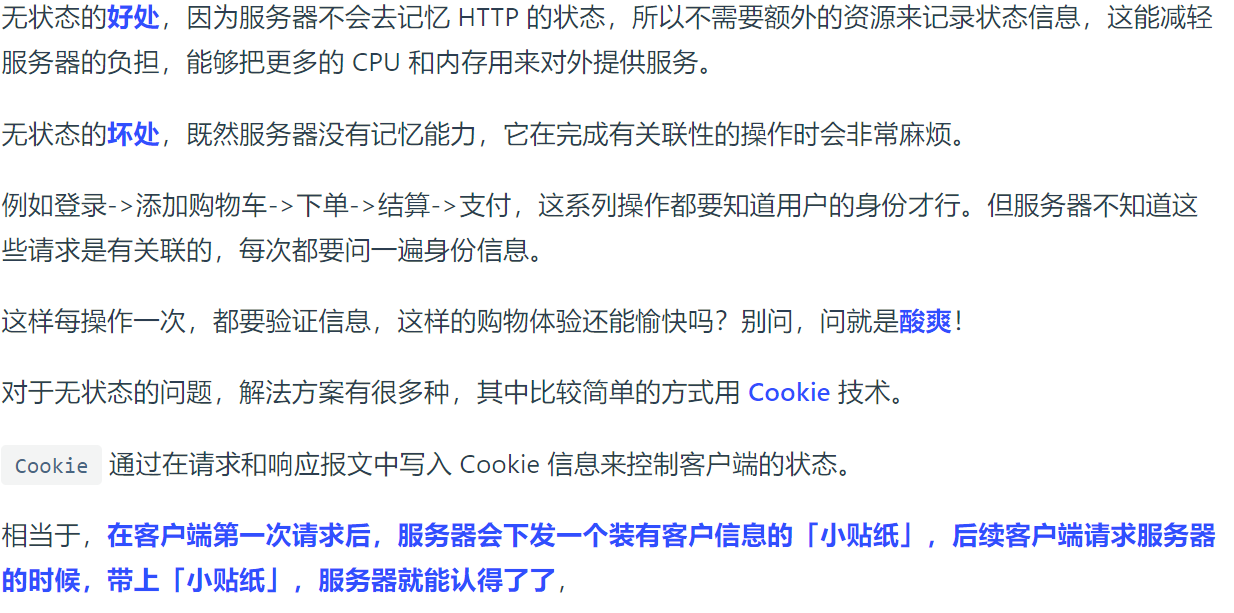 无状态的好处，因为服务器不会去记忆 HTTP 的状态，所以不需要额外的资源来记录状态信息，这能减轻
服务器的负担，能够把更多的 CPU 和内存用来对外提供服务。
无状态的坏处，既然服务器没有记忆能力，它在完成有关联性的操作时会非常麻烦。
例如登录->添加购物车->下单->结算->支付，这系列操作都要知道用户的身份才行。但服务器不知道这
些请求是有关联的，每次都要问一遍身份信息。
这样每操作一次，都要验证信息，这样的购物体验还能愉快吗？别问，问就是酸爽！
对于无状态的问题，解法方案有很多种，其中比较简单的方式用 Cookie 技术。
Cookie 通过在请求和响应报文中写入 Cookie 信息来控制客户端的状态。
相当于，在客户端第一次请求后，服务器会下发一个装有客户信息的「小贴纸」，后续客户端请求服务器
的时候，带上「小贴纸」，服务器就能认得了了，